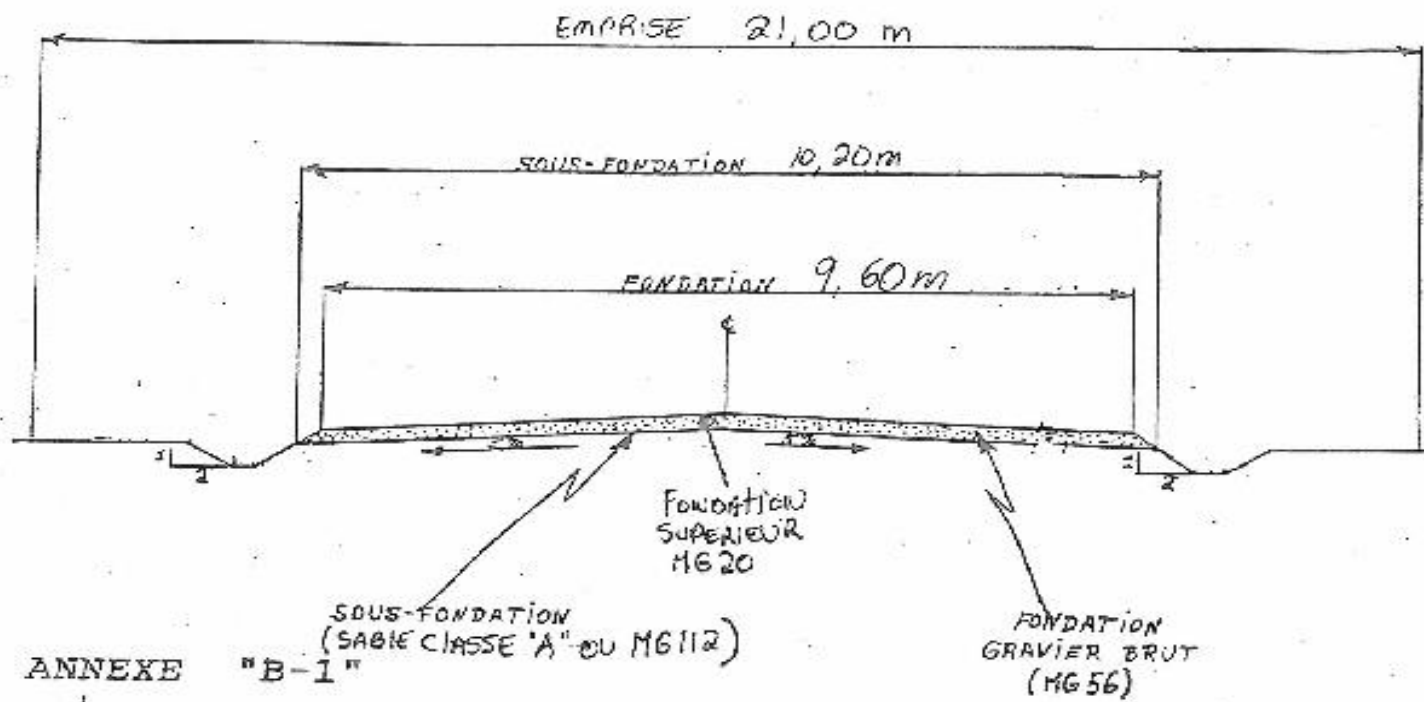 EMPRISE 21,00 m
SOUS-FONDATION 10,20m
FONDATION 9,60m
℄
1
2
1
2
FONDATION
SUPERIEUR
MG20
SOUS-FONDATION
(SABLE CLASSE "A" OU MG112)
FONDATION
GRAVIER BRUT
(MG56)
ANNEXE "B-1"